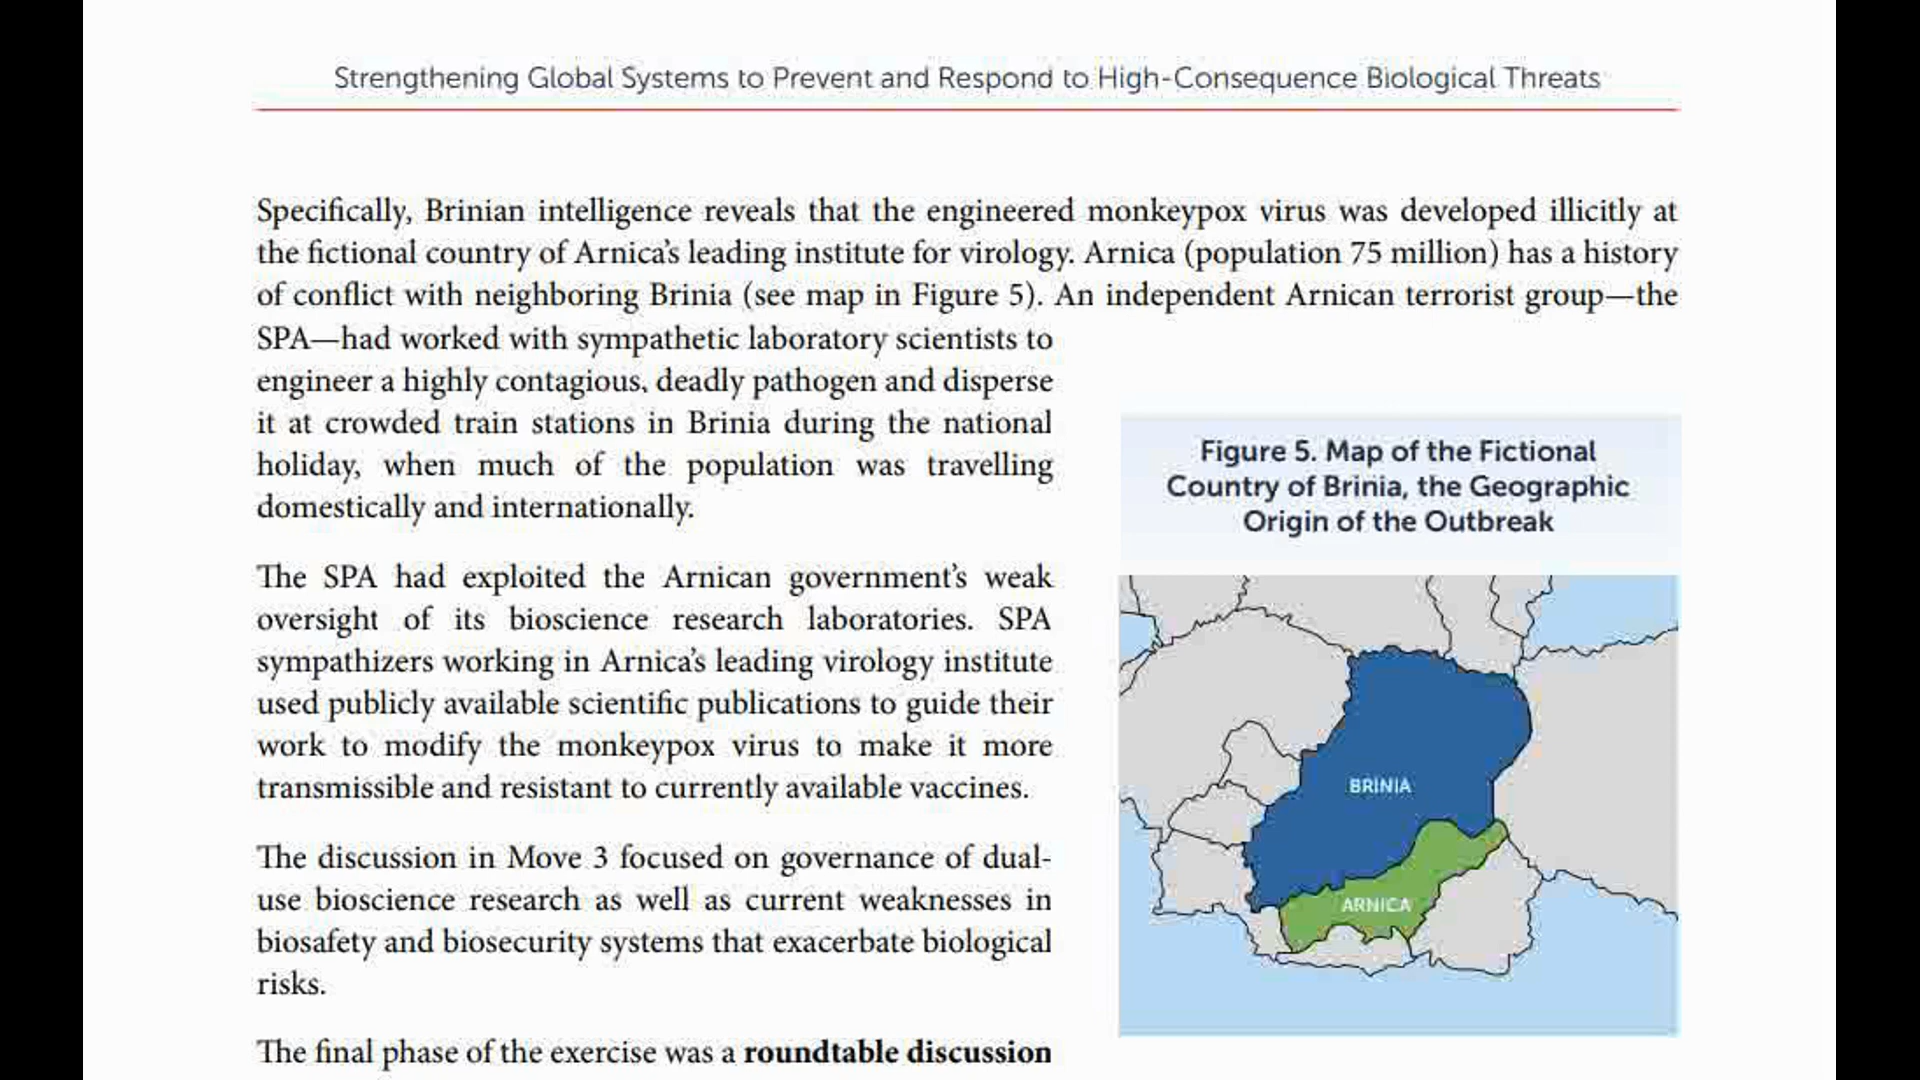 Strengthening Global Systems to Prevent and Respond to High-Consequence Biological Threats
Specifically, Brinian intelligence reveals that the engineered monkeypox virus was developed illicitly at
the fictional country of Arnica’s leading institute for virology. Arnica (population 75 million) has a history
of conflict with neighboring Brinia (see map in Figure 5). An independent Arnican terrorist group—the
SPA—had worked with sympathetic laboratory scientists to
engineer a highly contagious, deadly pathogen and disperse
it at crowded train stations in Brinia during the national
holiday, when much of the population was travelling
domestically and internationally.
The SPA had exploited the Arnican government’s weak
oversight of its bioscience research laboratories. SPA
sympathizers working in Arnica’s leading virology institute
used publicly available scientific publications to guide their
work to modify the monkeypox virus to make it more
transmissible and resistant to currently available vaccines.
The discussion in Move 3 focused on governance of dual-
use bioscience research as well as current weaknesses in
biosafety and biosecurity systems that exacerbate biological
risks.
The final phase of the exercise was a roundtable discussion
Figure 5. Map of the Fictional
Country of Brinia, the Geographic
Origin of the Outbreak
BRINIA
ARNICA